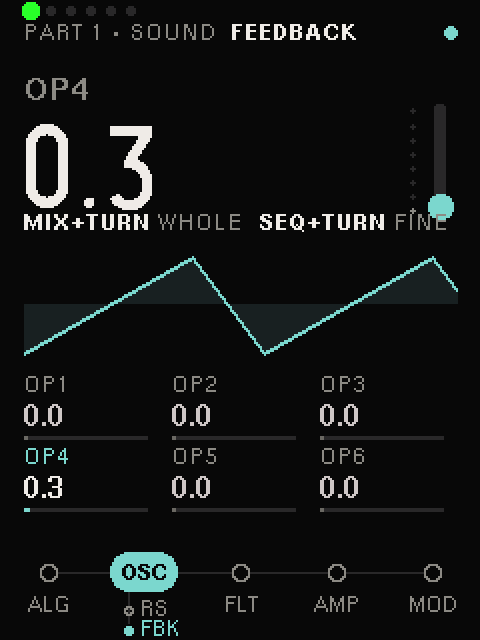 PART 1 · SOUND FEEDBACK
OP4
0.3
MIX+TURN WHOLE SEQ+TURN FINE
OP1 OP2 OP3
0.0 0.0 0.0
OP4 OP5 OP6
0.3 0.0 0.0
OSC
ALG FLT AMP MOD
RS
FBK